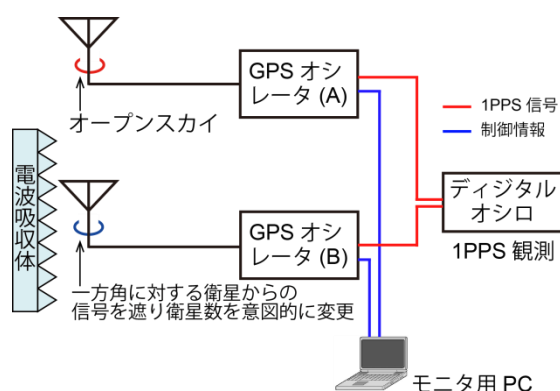 GPS オシ
レータ (A)
オープンスカイ
1PPS 信号
制御情報
電波吸収体
ディジタル
オシロ
1PPS 観測
GPS オシ
レータ (B)
一方角に対する衛星からの
信号を遮り衛星数を意図的に変更
モニタ用 PC